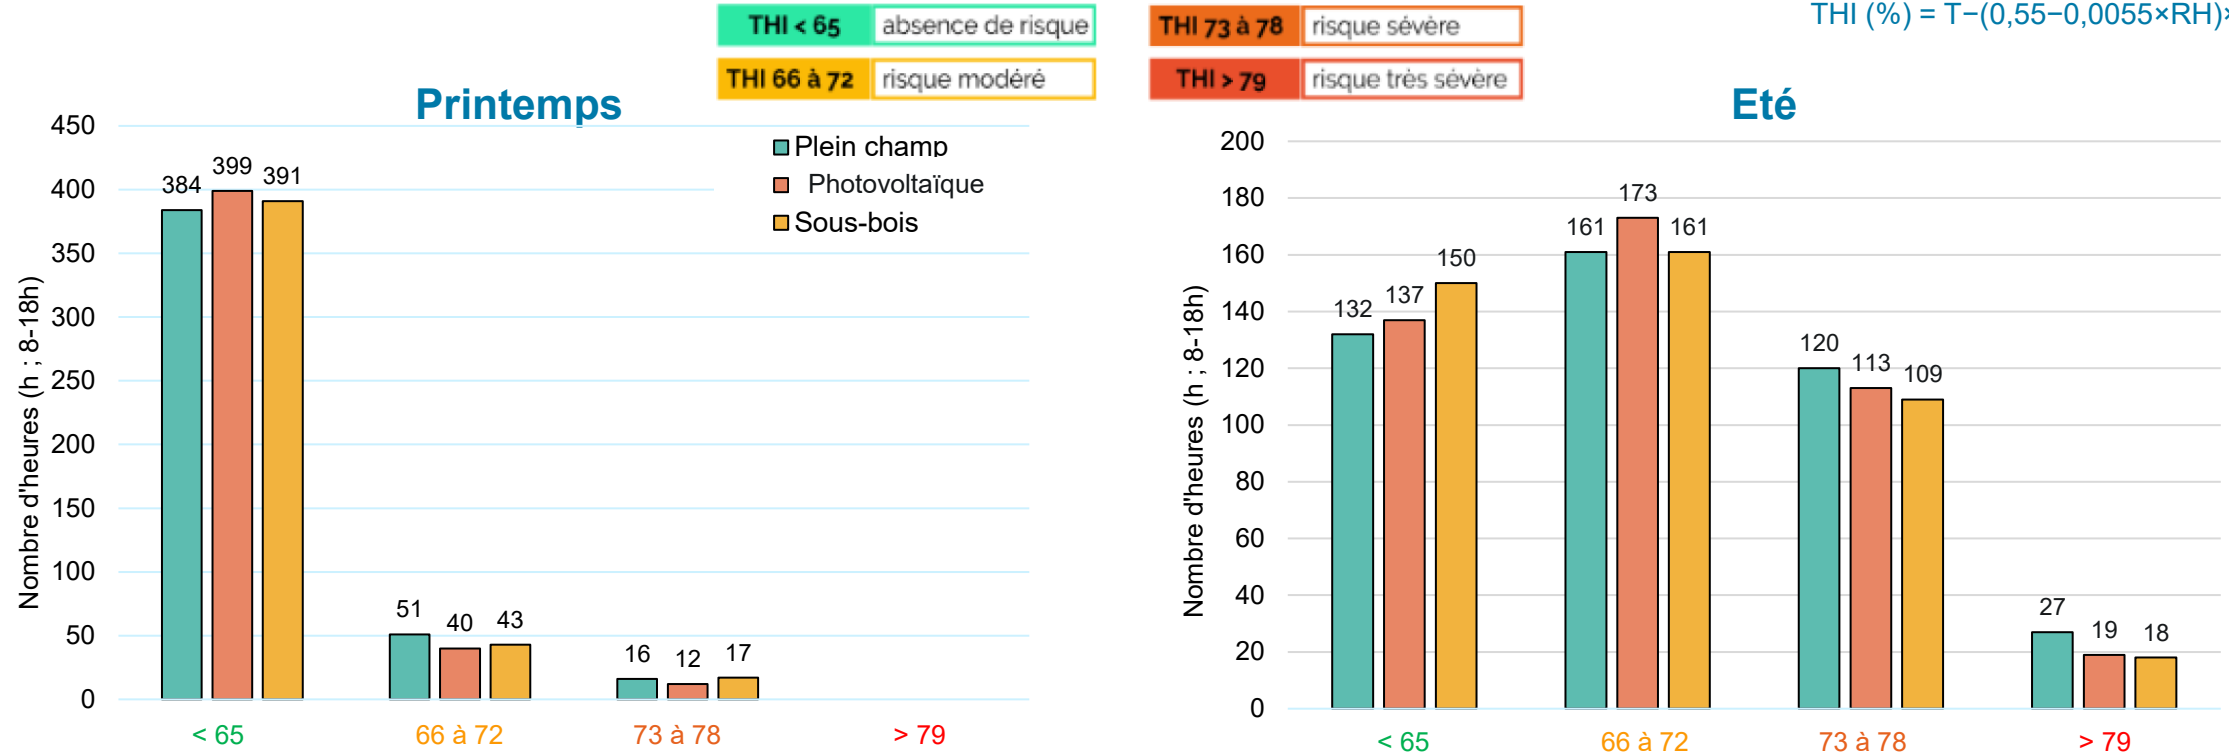 THI < 65 absence de risque
THI 66 à 72 risque modéré
THI 73 à 78 risque sévère
THI > 79 risque très sévère
THI (%) = T−(0,55−0,0055×RH)×
Printemps
Nombre d'heures (h ; 8-18h)
450
400
350
300
250
200
150
100
50
0
Plein champ
Photovoltaïque
Sous-bois
384 399 391
51 40 43
16 12 17
< 65 66 à 72 73 à 78 > 79
Eté
Nombre d'heures (h ; 8-18h)
200
180
160
140
120
100
80
60
40
20
0
132 137 150
161 173 161
120 113 109
27 19 18
< 65 66 à 72 73 à 78 > 79